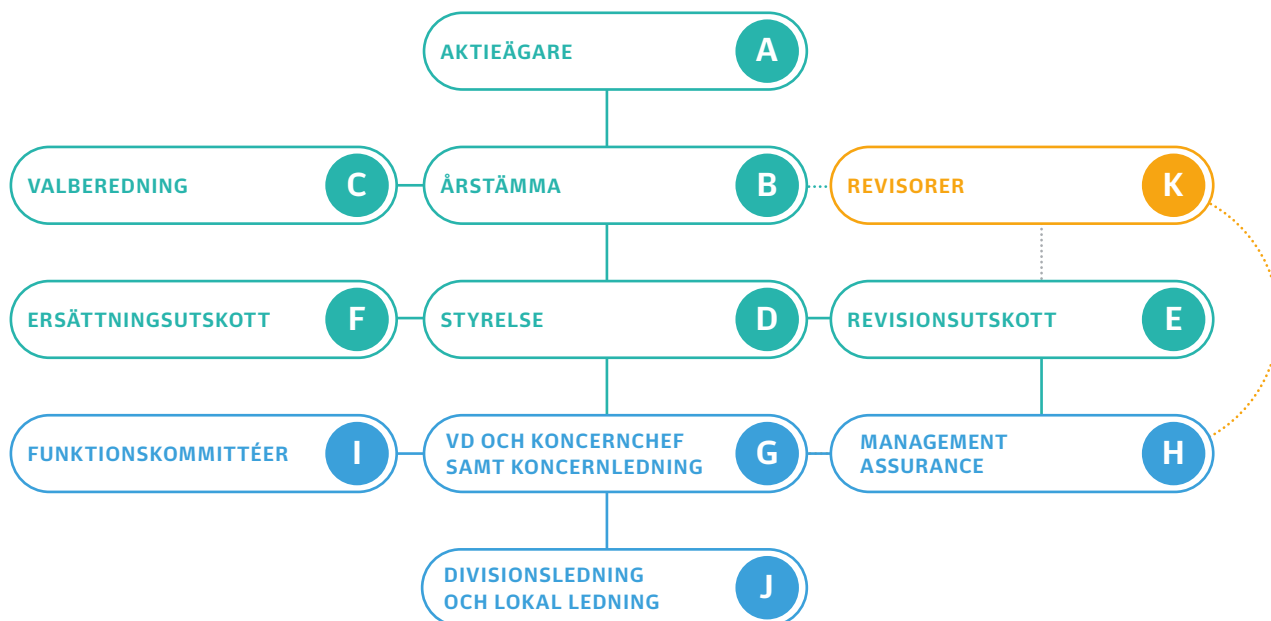 AKTIEÄGARE A
VALBEREDNING C
ÅRSTÄMMA B
REVISORER K
ERSÄTTNINGSUTSKOTT F
STYRELSE D
REVISIONSUTSKOTT E
FUNKTIONSKOMMITTÉER I
VD OCH KONCERNCHEF
SAMT KONCERNLEDNING G
MANAGEMENT
ASSURANCE H
DIVISIONSLEDNING
OCH LOKAL LEDNING J